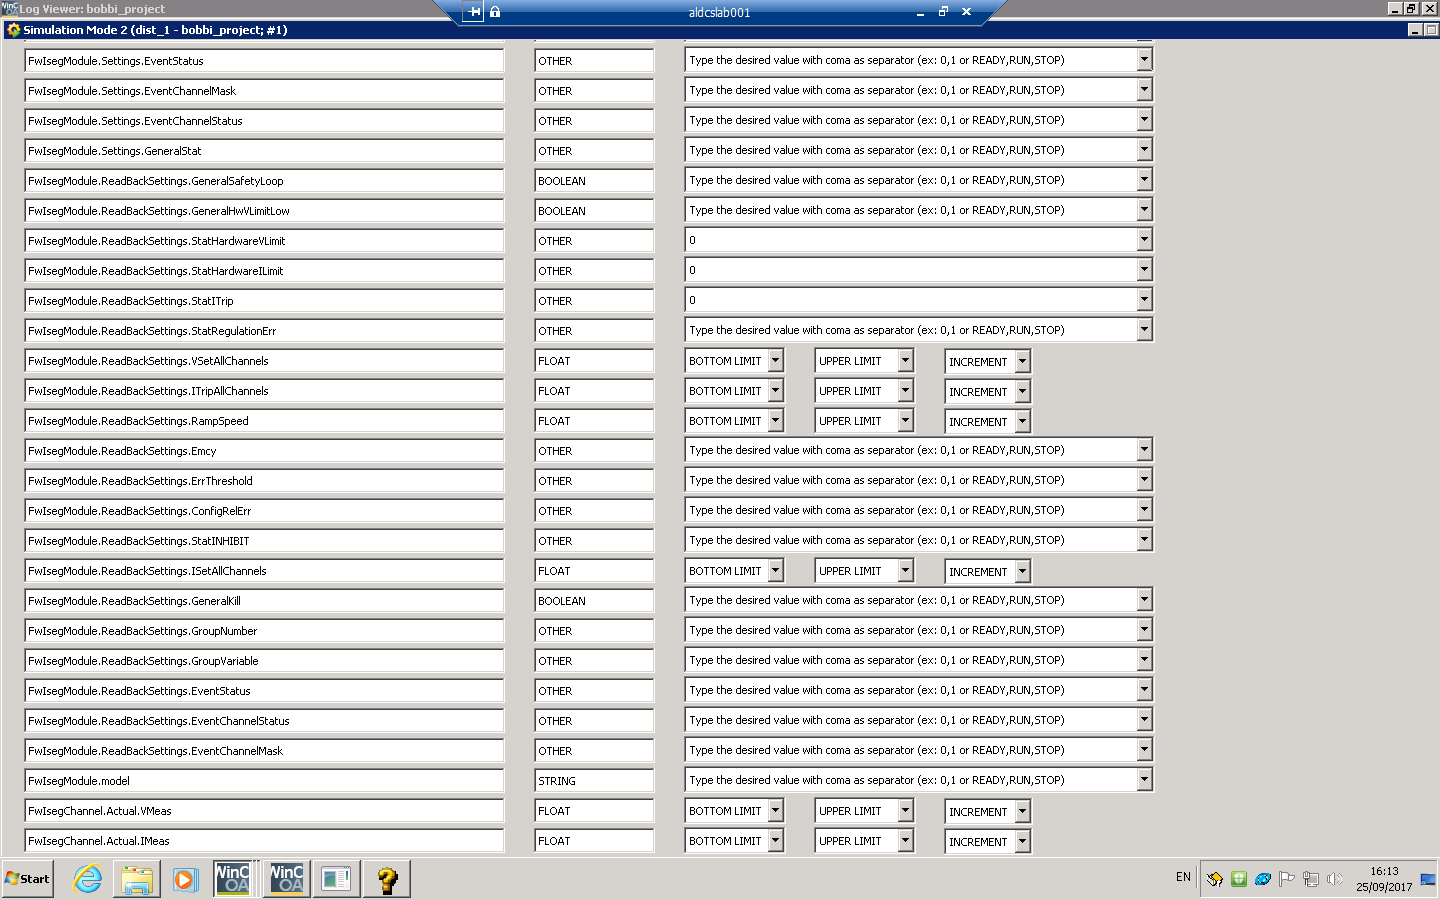 Log Viewer: bobbi_project
aldcslab001
Simulation Mode 2 (dist_1 - bobbi_project; #1)
FwIsegModule.Settings.EventStatus OTHER Type the desired value with coma as separator (ex: 0,1 or READY,RUN,STOP)
FwIsegModule.Settings.EventChannelMask OTHER Type the desired value with coma as separator (ex: 0,1 or READY,RUN,STOP)
FwIsegModule.Settings.EventChannelStatus OTHER Type the desired value with coma as separator (ex: 0,1 or READY,RUN,STOP)
FwIsegModule.Settings.GeneralStat OTHER Type the desired value with coma as separator (ex: 0,1 or READY,RUN,STOP)
FwIsegModule.ReadBackSettings.GeneralSafetyLoop BOOLEAN Type the desired value with coma as separator (ex: 0,1 or READY,RUN,STOP)
FwIsegModule.ReadBackSettings.GeneralHwVLimitLow BOOLEAN Type the desired value with coma as separator (ex: 0,1 or READY,RUN,STOP)
FwIsegModule.ReadBackSettings.StatHardwareVLimit OTHER 0
FwIsegModule.ReadBackSettings.StatHardwareILimit OTHER 0
FwIsegModule.ReadBackSettings.StatITrip OTHER 0
FwIsegModule.ReadBackSettings.StatRegulationErr OTHER Type the desired value with coma as separator (ex: 0,1 or READY,RUN,STOP)
FwIsegModule.ReadBackSettings.VSetAllChannels FLOAT BOTTOM LIMIT UPPER LIMIT INCREMENT
FwIsegModule.ReadBackSettings.ITripAllChannels FLOAT BOTTOM LIMIT UPPER LIMIT INCREMENT
FwIsegModule.ReadBackSettings.RampSpeed FLOAT BOTTOM LIMIT UPPER LIMIT INCREMENT
FwIsegModule.ReadBackSettings.Emcy OTHER Type the desired value with coma as separator (ex: 0,1 or READY,RUN,STOP)
FwIsegModule.ReadBackSettings.ErrThreshold OTHER Type the desired value with coma as separator (ex: 0,1 or READY,RUN,STOP)
FwIsegModule.ReadBackSettings.ConfigRelErr OTHER Type the desired value with coma as separator (ex: 0,1 or READY,RUN,STOP)
FwIsegModule.ReadBackSettings.StatINHIBIT OTHER Type the desired value with coma as separator (ex: 0,1 or READY,RUN,STOP)
FwIsegModule.ReadBackSettings.ISetAllChannels FLOAT BOTTOM LIMIT UPPER LIMIT INCREMENT
FwIsegModule.ReadBackSettings.GeneralKill BOOLEAN Type the desired value with coma as separator (ex: 0,1 or READY,RUN,STOP)
FwIsegModule.ReadBackSettings.GroupNumber OTHER Type the desired value with coma as separator (ex: 0,1 or READY,RUN,STOP)
FwIsegModule.ReadBackSettings.GroupVariable OTHER Type the desired value with coma as separator (ex: 0,1 or READY,RUN,STOP)
FwIsegModule.ReadBackSettings.EventStatus OTHER Type the desired value with coma as separator (ex: 0,1 or READY,RUN,STOP)
FwIsegModule.ReadBackSettings.EventChannelStatus OTHER Type the desired value with coma as separator (ex: 0,1 or READY,RUN,STOP)
FwIsegModule.ReadBackSettings.EventChannelMask OTHER Type the desired value with coma as separator (ex: 0,1 or READY,RUN,STOP)
FwIsegModule.model STRING Type the desired value with coma as separator (ex: 0,1 or READY,RUN,STOP)
FwIsegChannel.Actual.VMeas FLOAT BOTTOM LIMIT UPPER LIMIT INCREMENT
FwIsegChannel.Actual.IMeas FLOAT BOTTOM LIMIT UPPER LIMIT INCREMENT
Start WinC OA WinC OA EN 16:13
25/09/2017